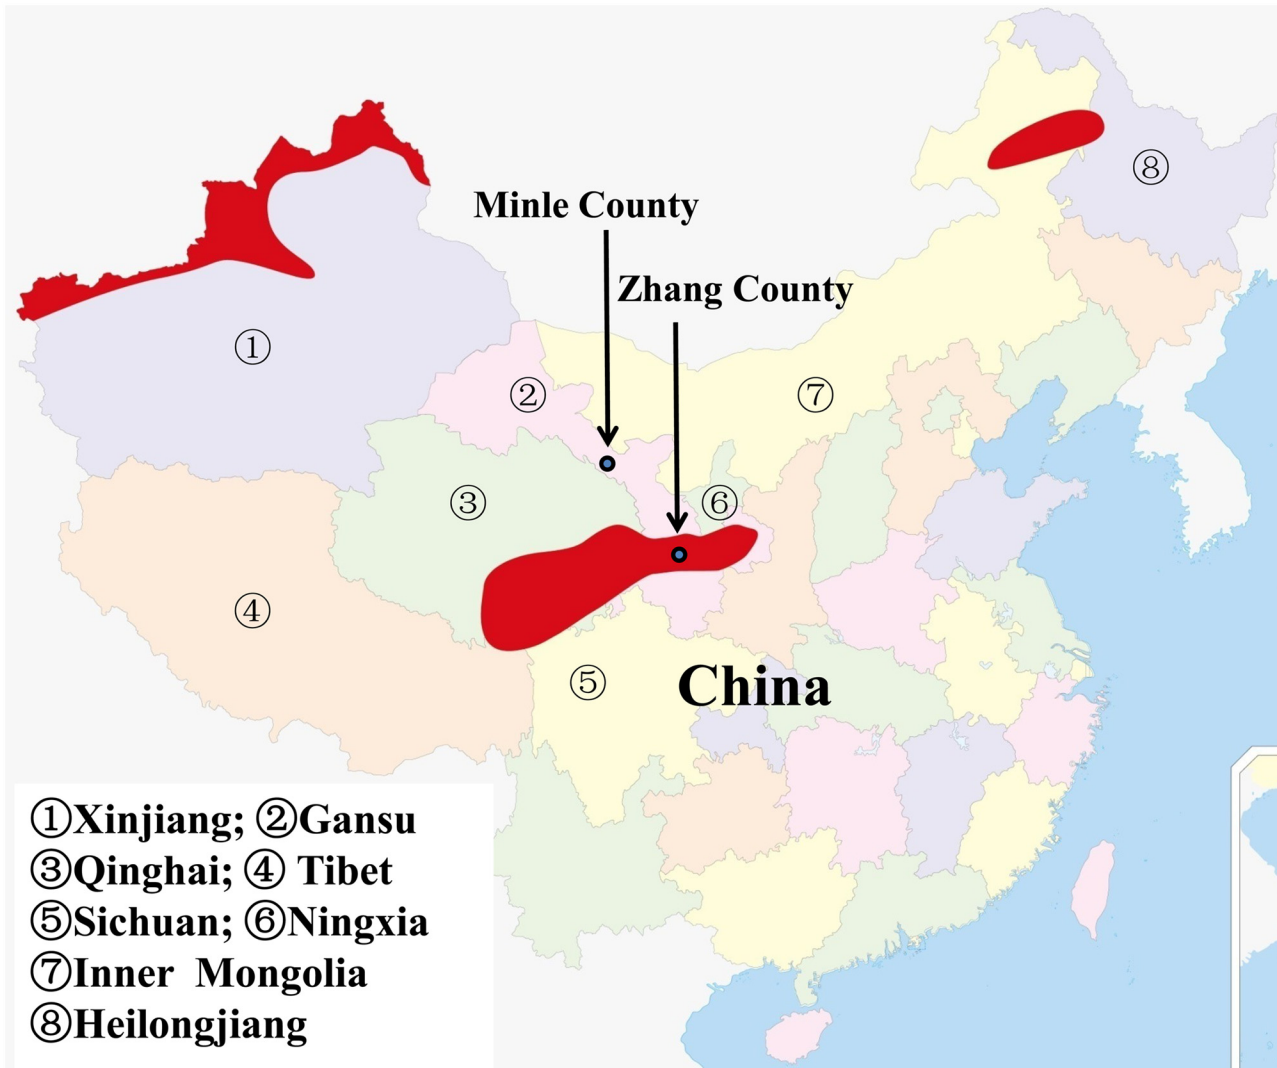 ⑧
Minle County
Zhang County
①
②
⑦
③
⑥
④
⑤
China
①Xinjiang; ②Gansu
③Qinghai; ④ Tibet
⑤Sichuan; ⑥Ningxia
⑦Inner Mongolia
⑧Heilongjiang